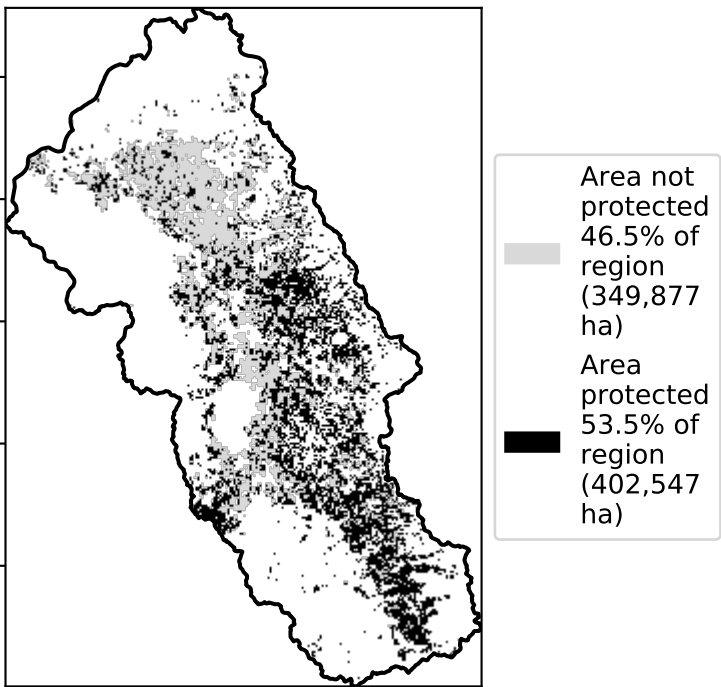 Area not
protected
46.5% of
region
(349,877
ha)
Area
protected
53.5% of
region
(402,547
ha)